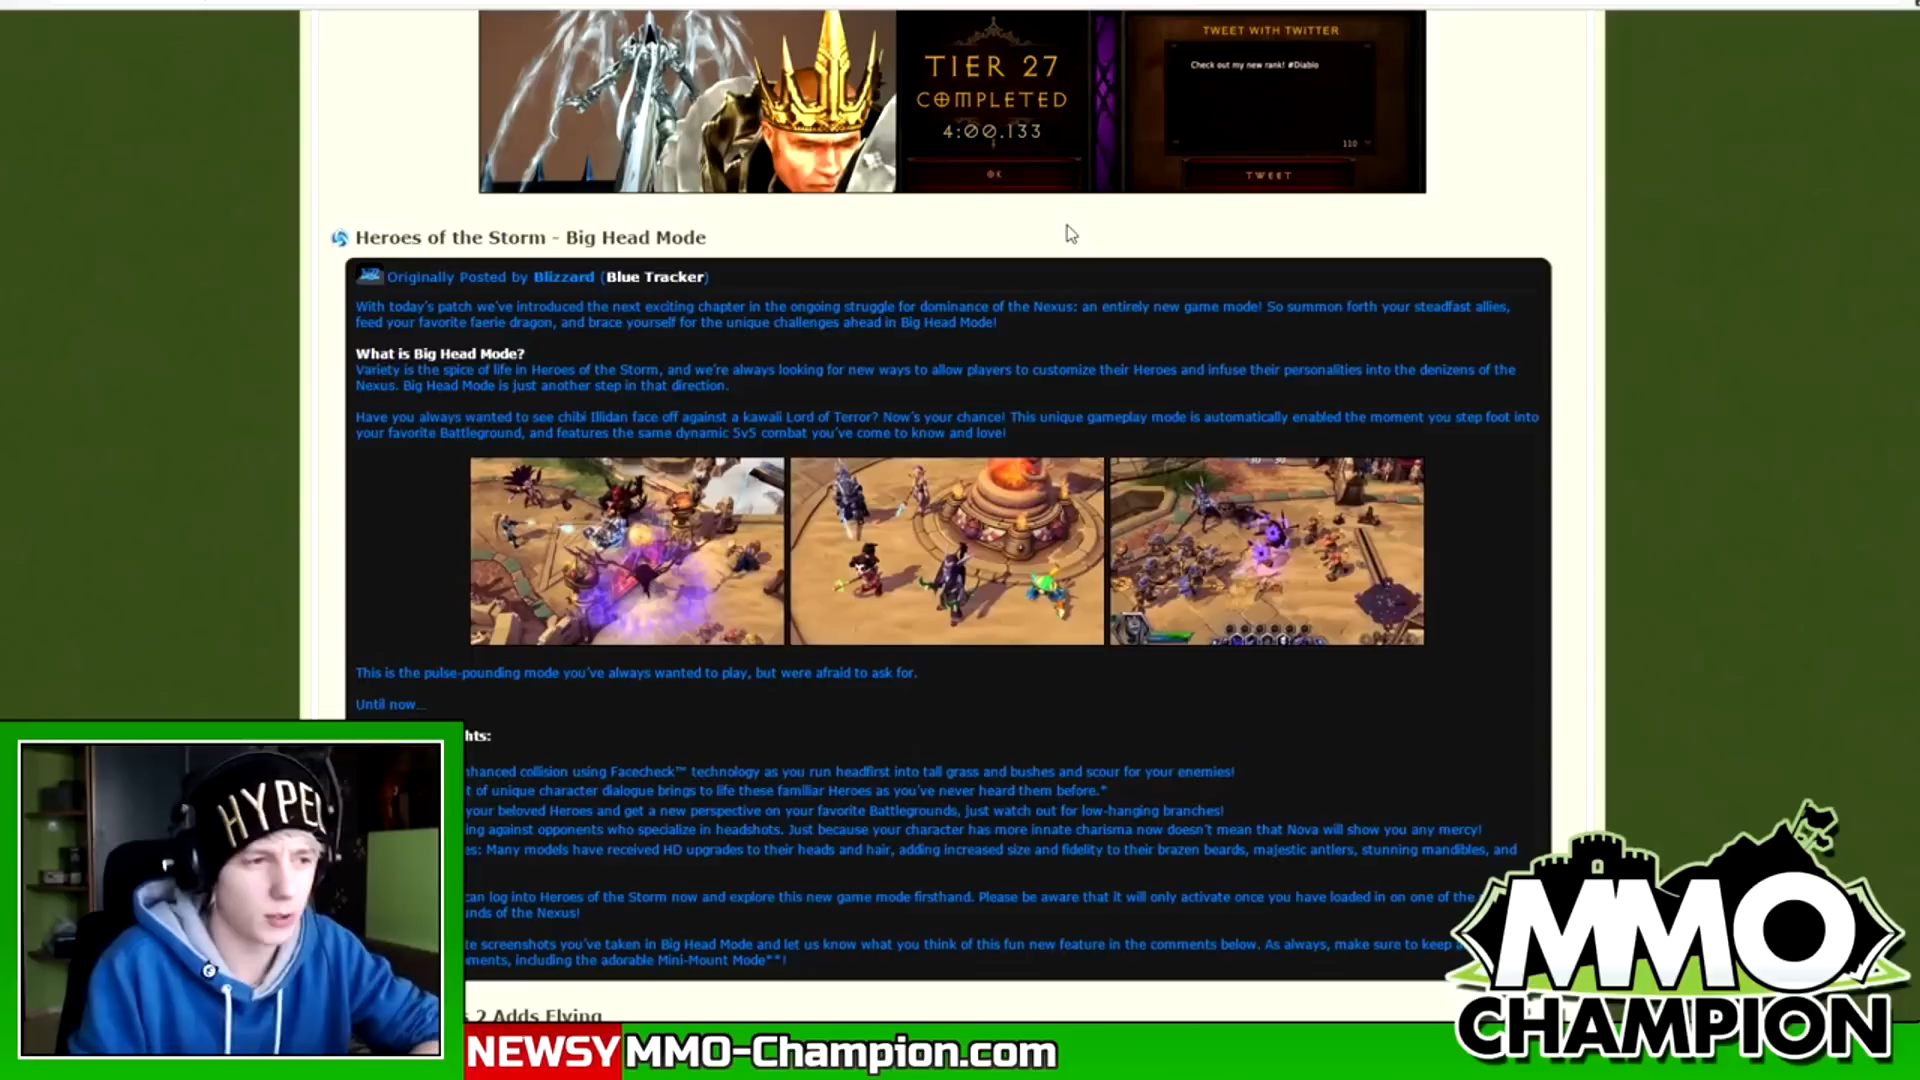 TIER 27
COMPLETED
4:00.133
OK
TWEET WITH TWITTER
Check out my new rank! #Diablo
110
TWEET
Heroes of the Storm - Big Head Mode
Originally Posted by Blizzard (Blue Tracker)
With today's patch we've introduced the next exciting chapter in the ongoing struggle for dominance of the Nexus: an entirely new game mode! So summon forth your steadfast allies,
feed your favorite faerie dragon, and brace yourself for the unique challenges ahead in Big Head Mode!
What is Big Head Mode?
Variety is the spice of life in Heroes of the Storm, and we're always looking for new ways to allow players to customize their Heroes and infuse their personalities into the denizens of the
Nexus. Big Head Mode is just another step in that direction.
Have you always wanted to see chibi Illidan face off against a kawaii Lord of Terror? Now's your chance! This unique gameplay mode is automatically enabled the moment you step foot into
your favorite Battleground, and features the same dynamic 5v5 combat you've come to know and love!
This is the pulse-pounding mode you've always wanted to play, but were afraid to ask for.
Until now...
hts:
nhanced collision using Facecheck™ technology as you run headfirst into tall grass and bushes and scour for your enemies!
t of unique character dialogue brings to life these familiar Heroes as you've never heard them before.*
your beloved Heroes and get a new perspective on your favorite Battlegrounds, just watch out for low-hanging branches!
ng against opponents who specialize in headshots. Just because your character has more innate charisma now doesn't mean that Nova will show you any mercy!
es: Many models have received HD upgrades to their heads and hair, adding increased size and fidelity to their brazen beards, majestic antlers, stunning mandibles, and
can log into Heroes of the Storm now and explore this new game mode firsthand. Please be aware that it will only activate once you have loaded in on one of the
nds of the Nexus!
te screenshots you've taken in Big Head Mode and let us know what you think of this fun new feature in the comments below. As always, make sure to keep
ments, including the adorable Mini-Mount Mode**!
s 2 Adds Flying
HYPE
NEWSY MMO-Champion.com
MMO
CHAMPION